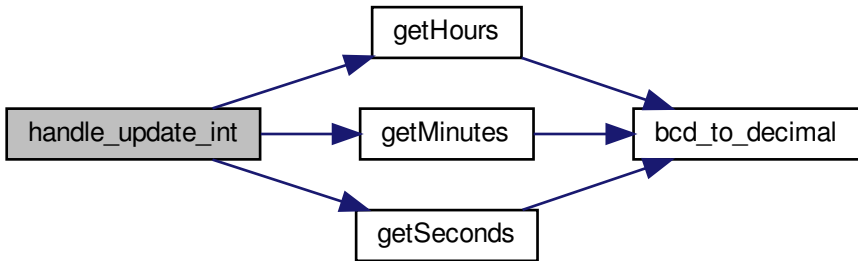 getHours
handle_update_int
getMinutes
bcd_to_decimal
getSeconds